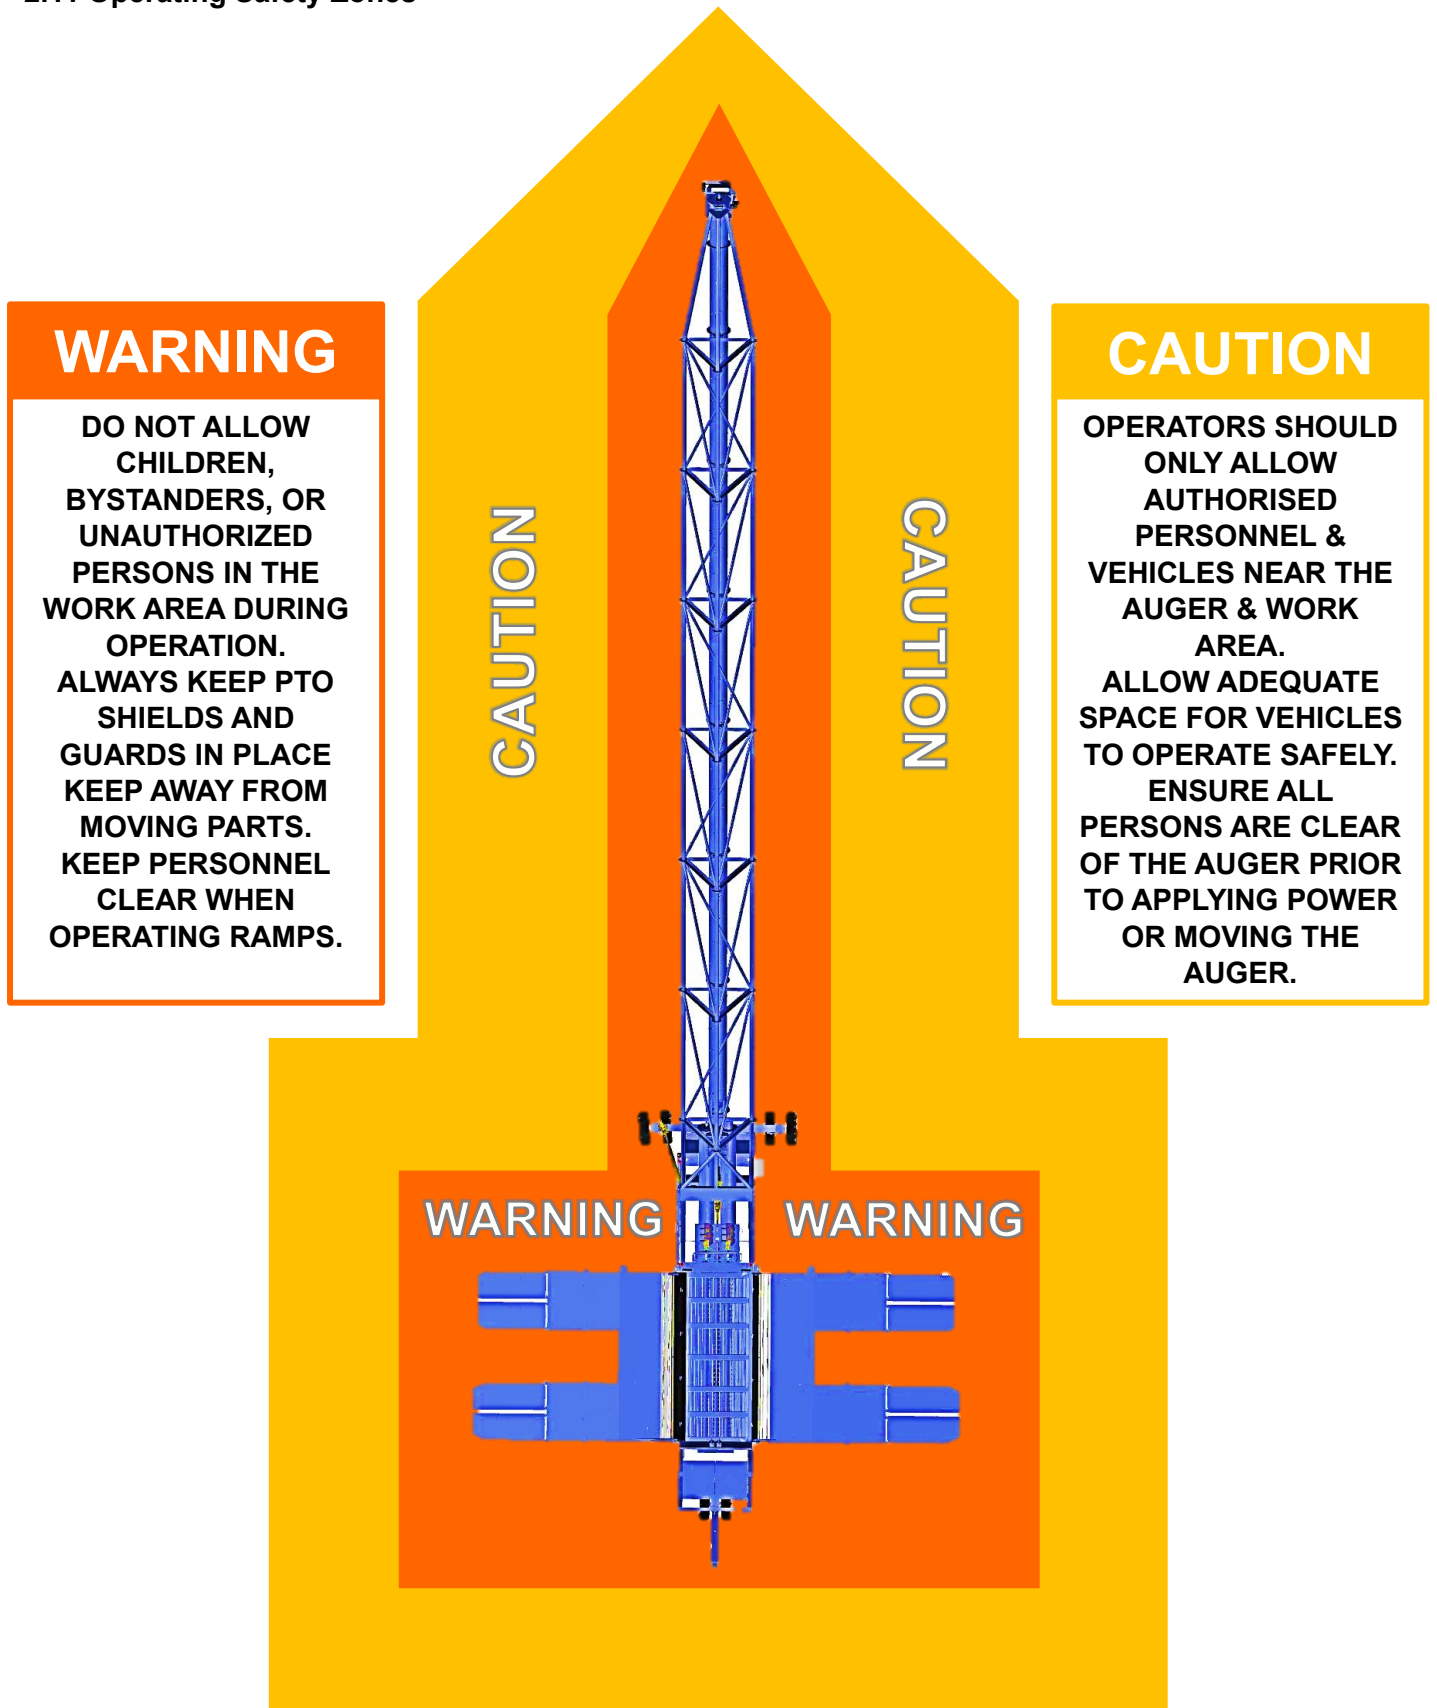 Operating Safety Zones
WARNING
DO NOT ALLOW
CHILDREN,
BYSTANDERS, OR
UNAUTHORIZED
PERSONS IN THE
WORK AREA DURING
OPERATION.
ALWAYS KEEP PTO
SHIELDS AND
GUARDS IN PLACE
KEEP AWAY FROM
MOVING PARTS.
KEEP PERSONNEL
CLEAR WHEN
OPERATING RAMPS.
CAUTION
CAUTION
CAUTION
OPERATORS SHOULD
ONLY ALLOW
AUTHORISED
PERSONNEL &
VEHICLES NEAR THE
AUGER & WORK
AREA.
ALLOW ADEQUATE
SPACE FOR VEHICLES
TO OPERATE SAFELY.
ENSURE ALL
PERSONS ARE CLEAR
OF THE AUGER PRIOR
TO APPLYING POWER
OR MOVING THE
AUGER.
WARNING
WARNING